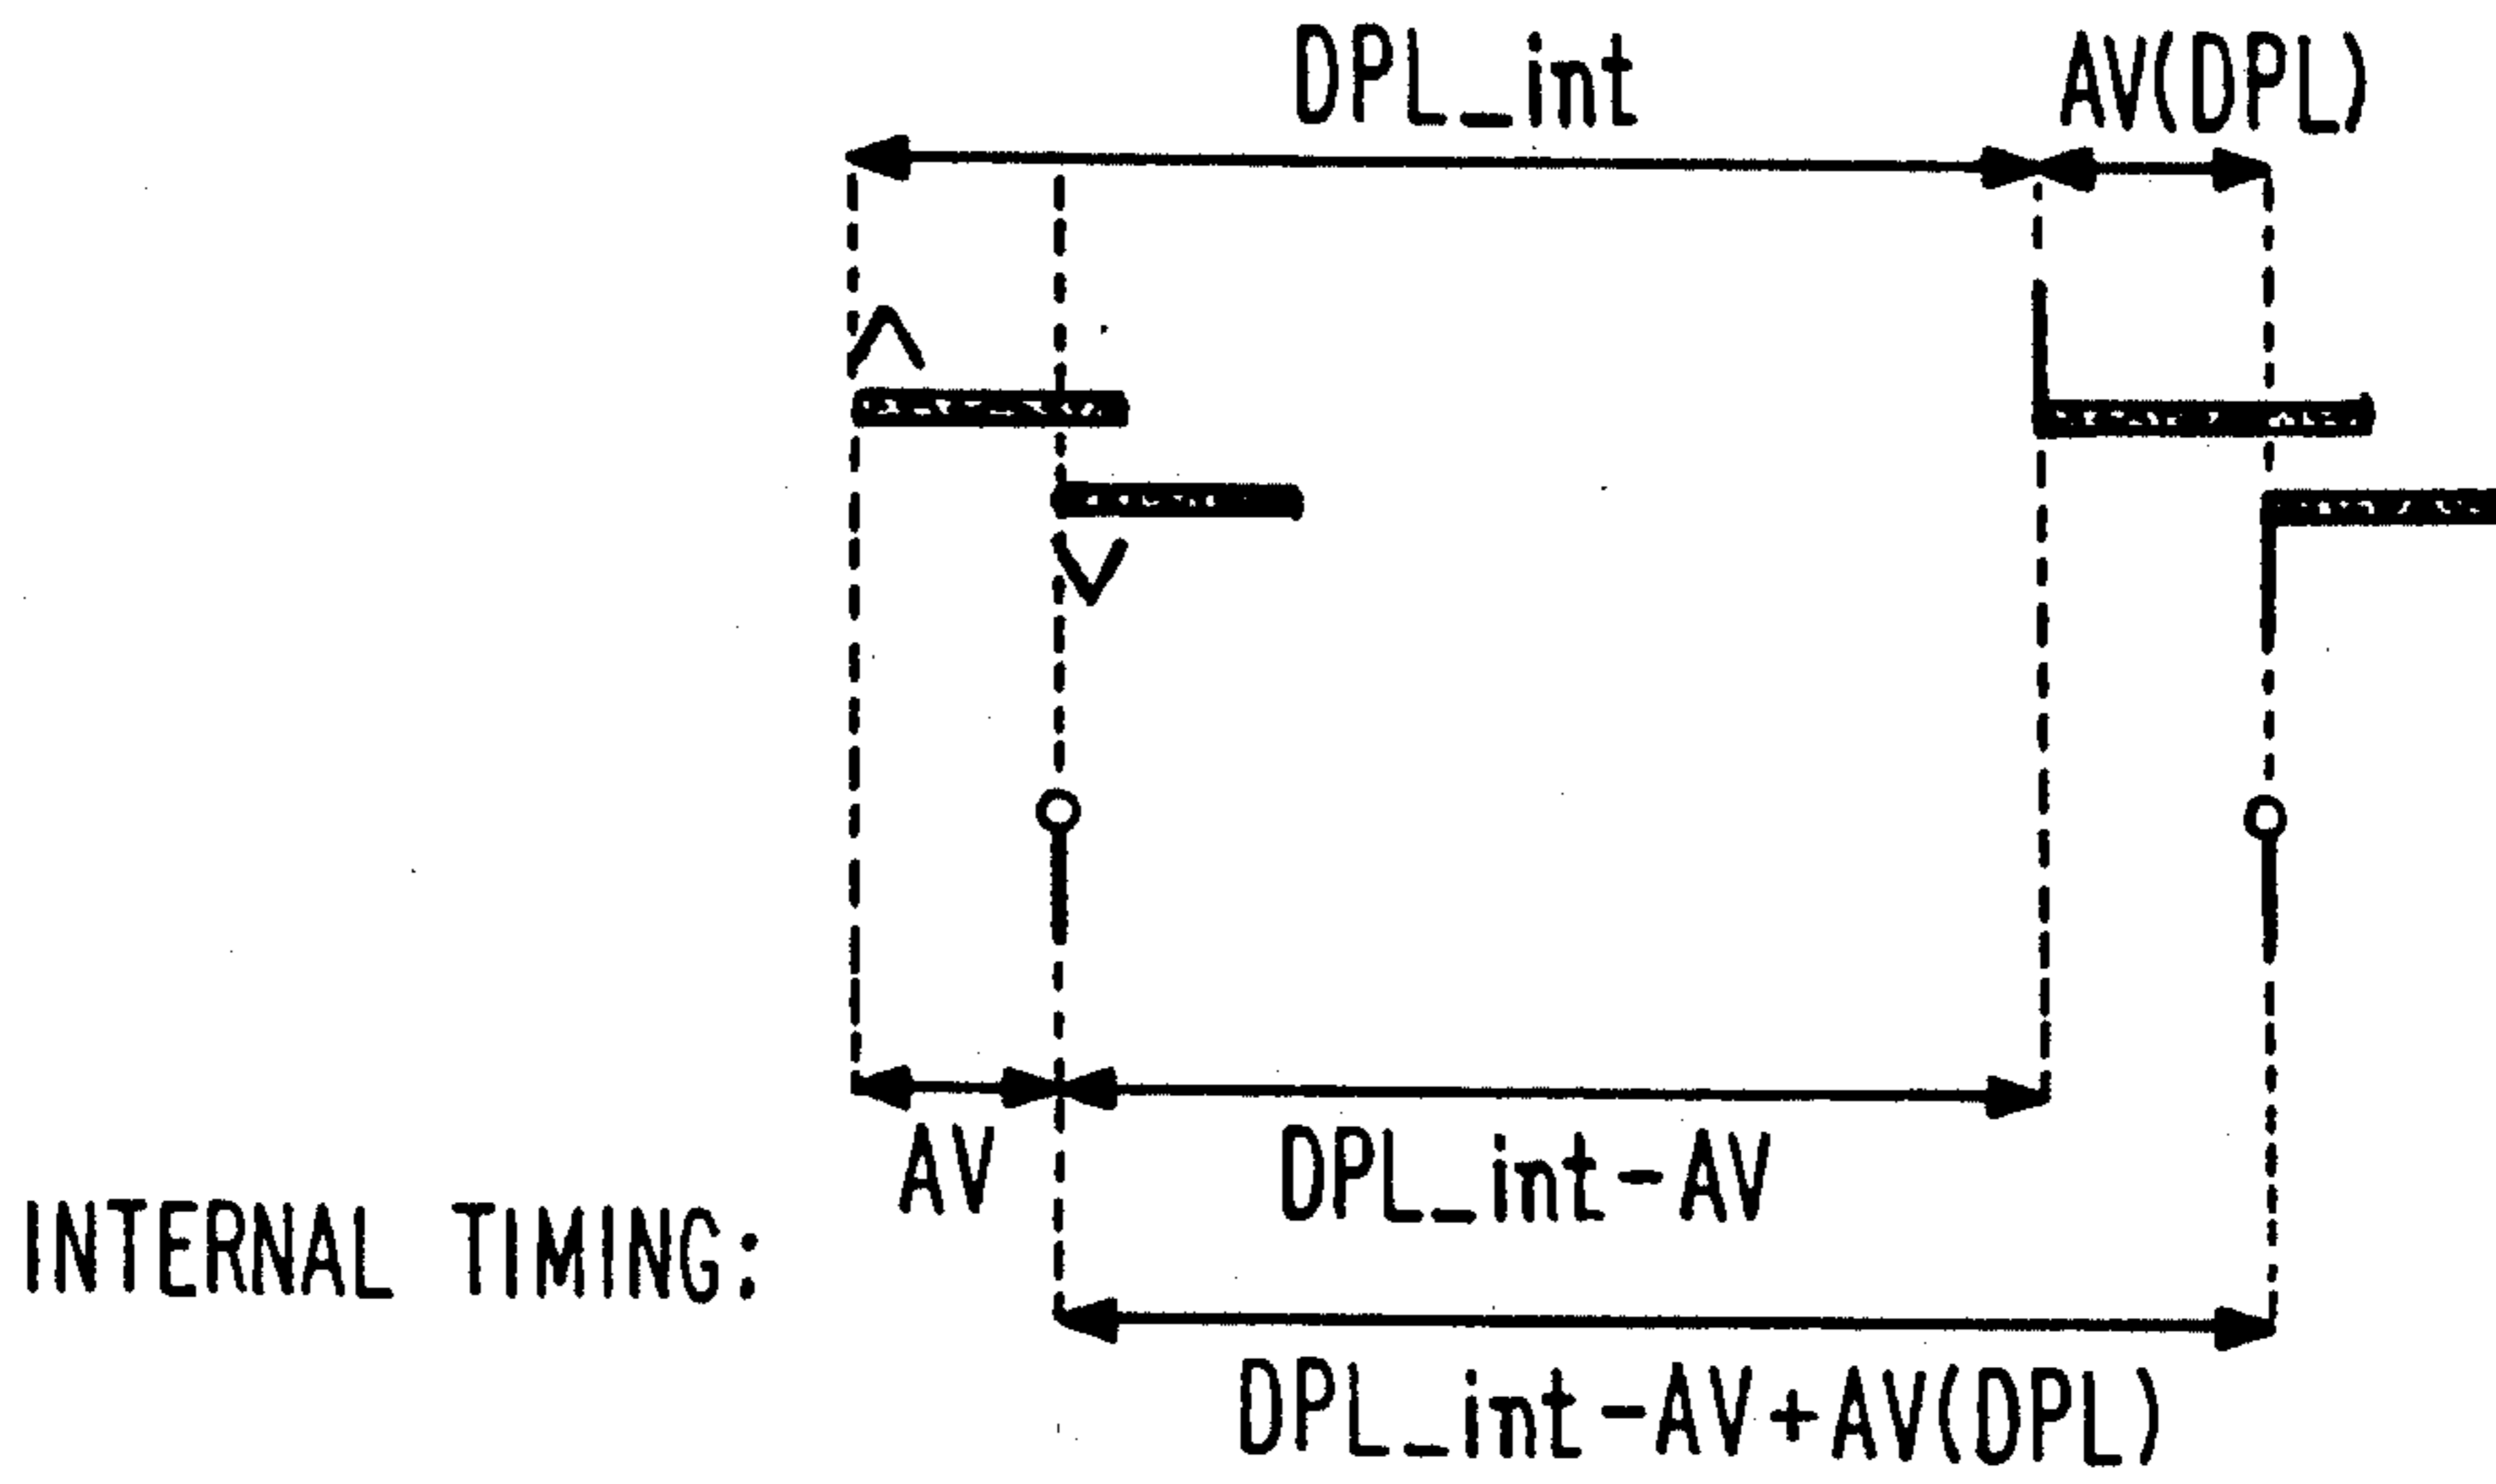 DPL_int AV(DPL)
AV DPL_int-AV
INTERNAL TIMING:
DPL_int-AV+AV(DPL)